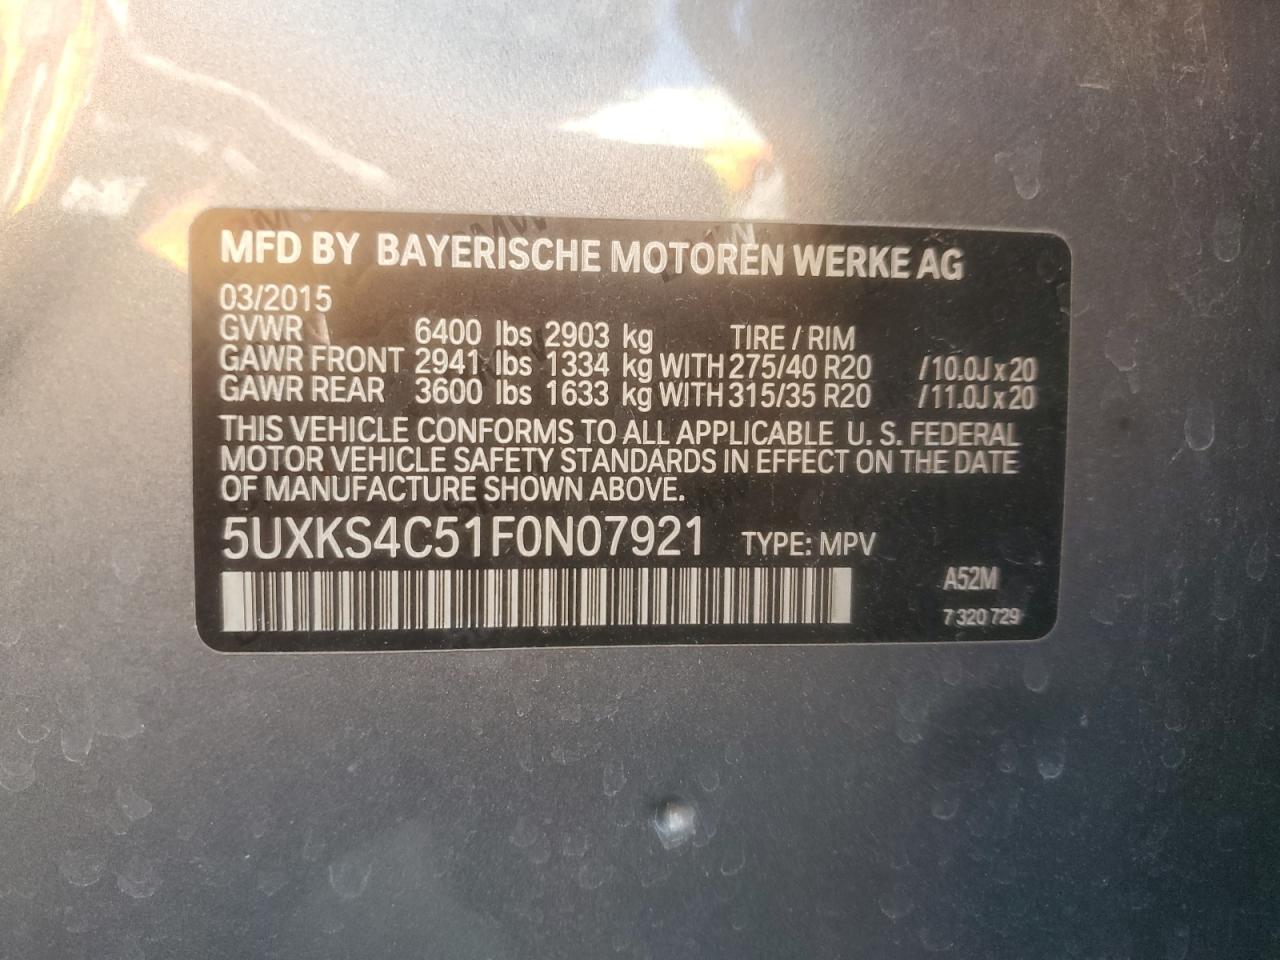 MFD BY BAYERISCHE MOTOREN WERKE AG
03/2015
GVWR 6400 lbs 2903 kg TIRE / RIM
GAWR FRONT 2941 lbs 1334 kg WITH 275/40 R20 / 10.0J x 20
GAWR REAR 3600 lbs 1633 kg WITH 315/35 R20 / 11.0J x 20
THIS VEHICLE CONFORMS TO ALL APPLICABLE U. S. FEDERAL
MOTOR VEHICLE SAFETY STANDARDS IN EFFECT ON THE DATE
OF MANUFACTURE SHOWN ABOVE.
5UXKS4C51F0N07921 TYPE: MPV
A52M
7 320 729